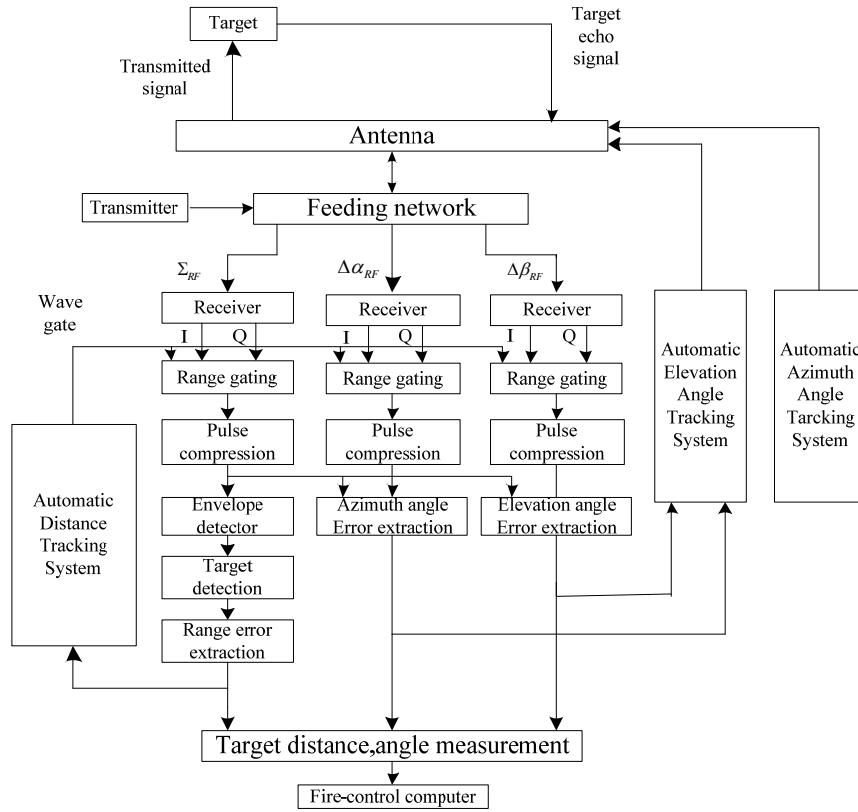 Target
Target
echo
signal
Transmitted
signal
Antenna
Transmitter
Feeding network
Σ_RF
Δα_RF
Δβ_RF
Wave
gate
Receiver
Receiver
Receiver
I
Q
I
Q
I
Q
Range gating
Range gating
Range gating
Automatic
Elevation
Angle
Tracking
System
Automatic
Azimuth
Angle
Tarcking
System
Pulse
compression
Pulse
compression
Pulse
compression
Automatic
Distance
Tracking
System
Envelope
detector
Azimuth angle
Error extraction
Elevation angle
Error extraction
Target
detection
Range error
extraction
Target distance,angle measurement
Fire-control computer